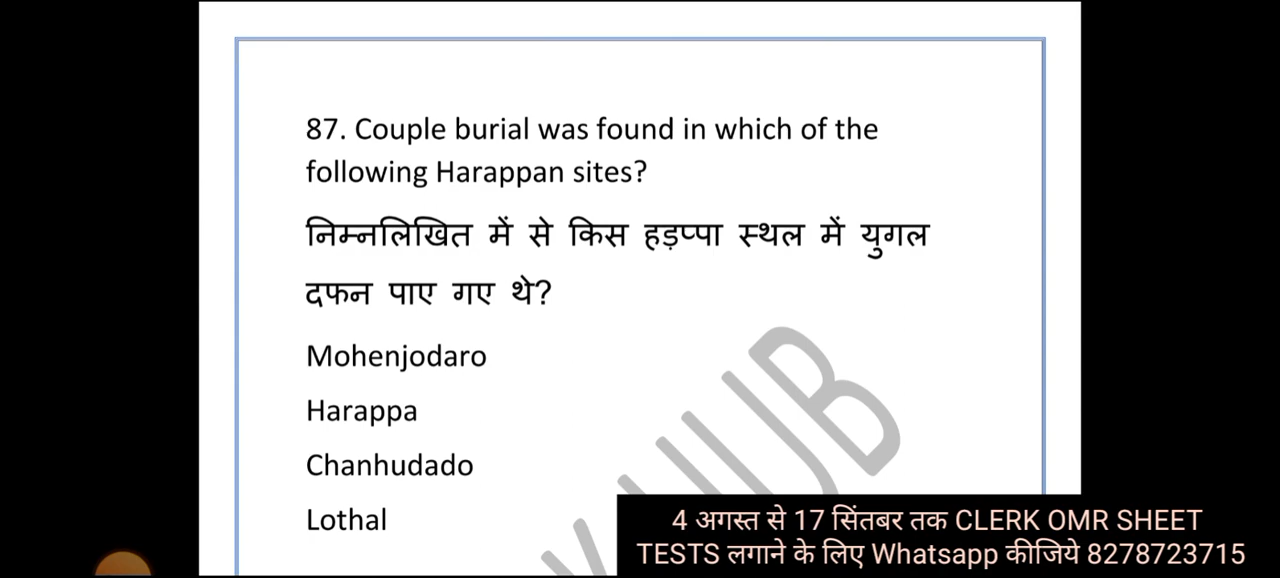 87. Couple burial was found in which of the
following Harappan sites?
निम्नलिखित में से किस हड़प्पा स्थल में युगल
दफन पाए गए थे?
Mohenjodaro
Harappa
Chanhudado
Lothal
4 अगस्त से 17 सिंतबर तक CLERK OMR SHEET
TESTS लगाने के लिए Whatsapp कीजिये 8278723715